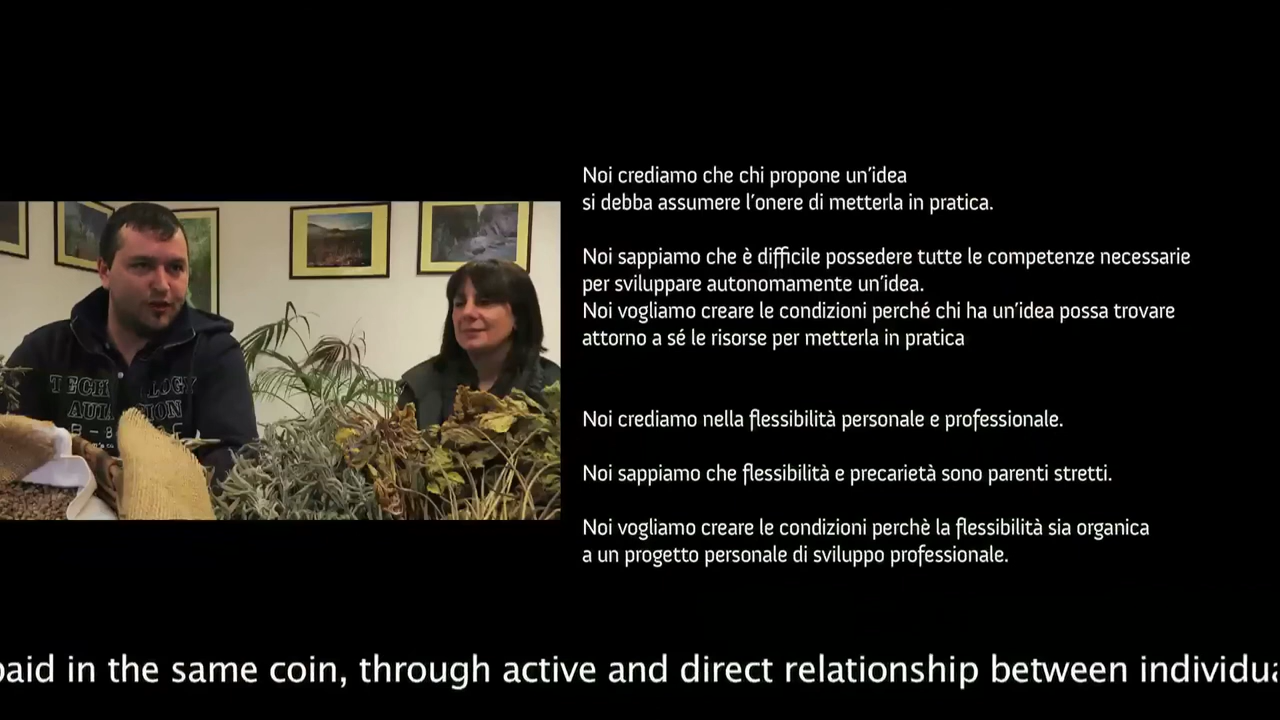 Noi crediamo che chi propone un'idea
si debba assumere l'onere di metterla in pratica.
Noi sappiamo che è difficile possedere tutte le competenze necessarie
per sviluppare autonomamente un'idea.
Noi vogliamo creare le condizioni perché chi ha un'idea possa trovare
attorno a sé le risorse per metterla in pratica
Noi crediamo nella flessibilità personale e professionale.
Noi sappiamo che flessibilità e precarietà sono parenti stretti.
Noi vogliamo creare le condizioni perchè la flessibilità sia organica
a un progetto personale di sviluppo professionale.
paid in the same coin, through active and direct relationship between individua